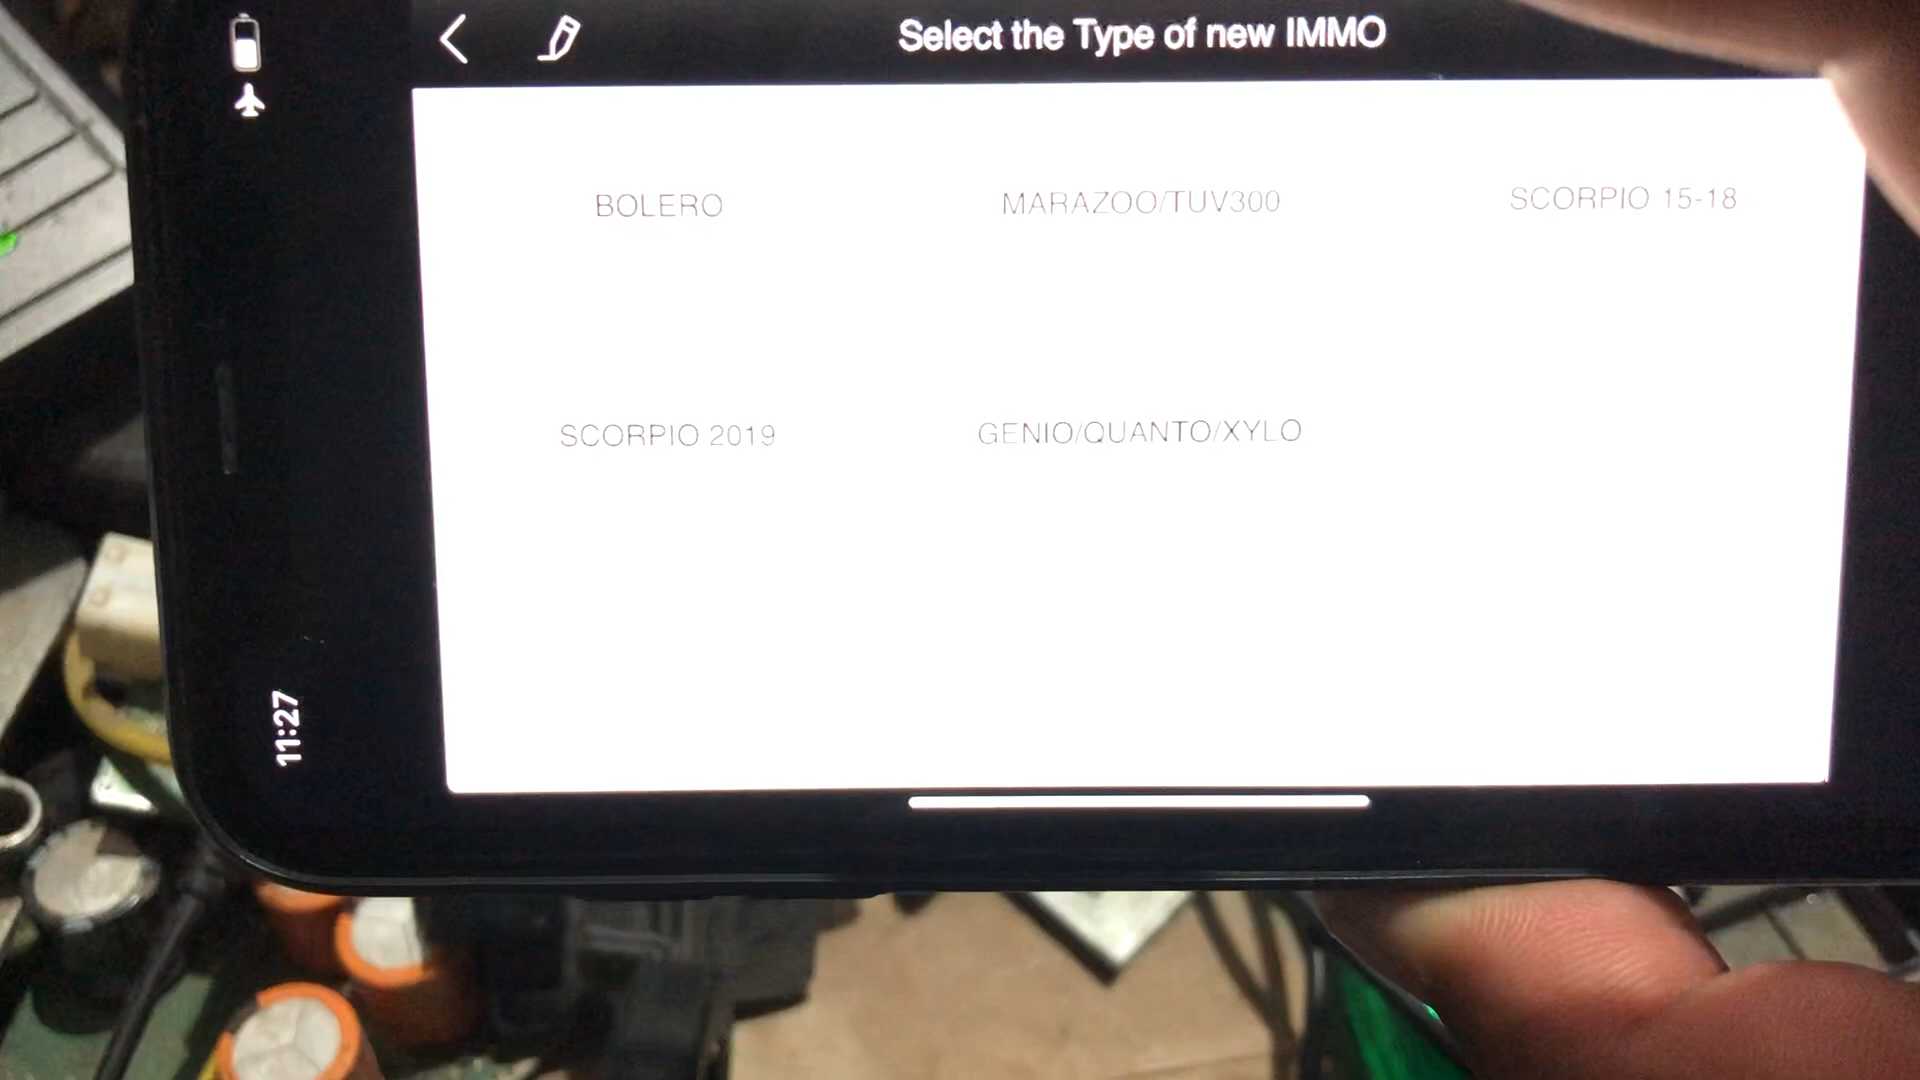 Select the Type of new IMMO
BOLERO
MARAZOO/TUV300
SCORPIO 15-18
SCORPIO 2019
GENIO/QUANTO/XYLO
11:27